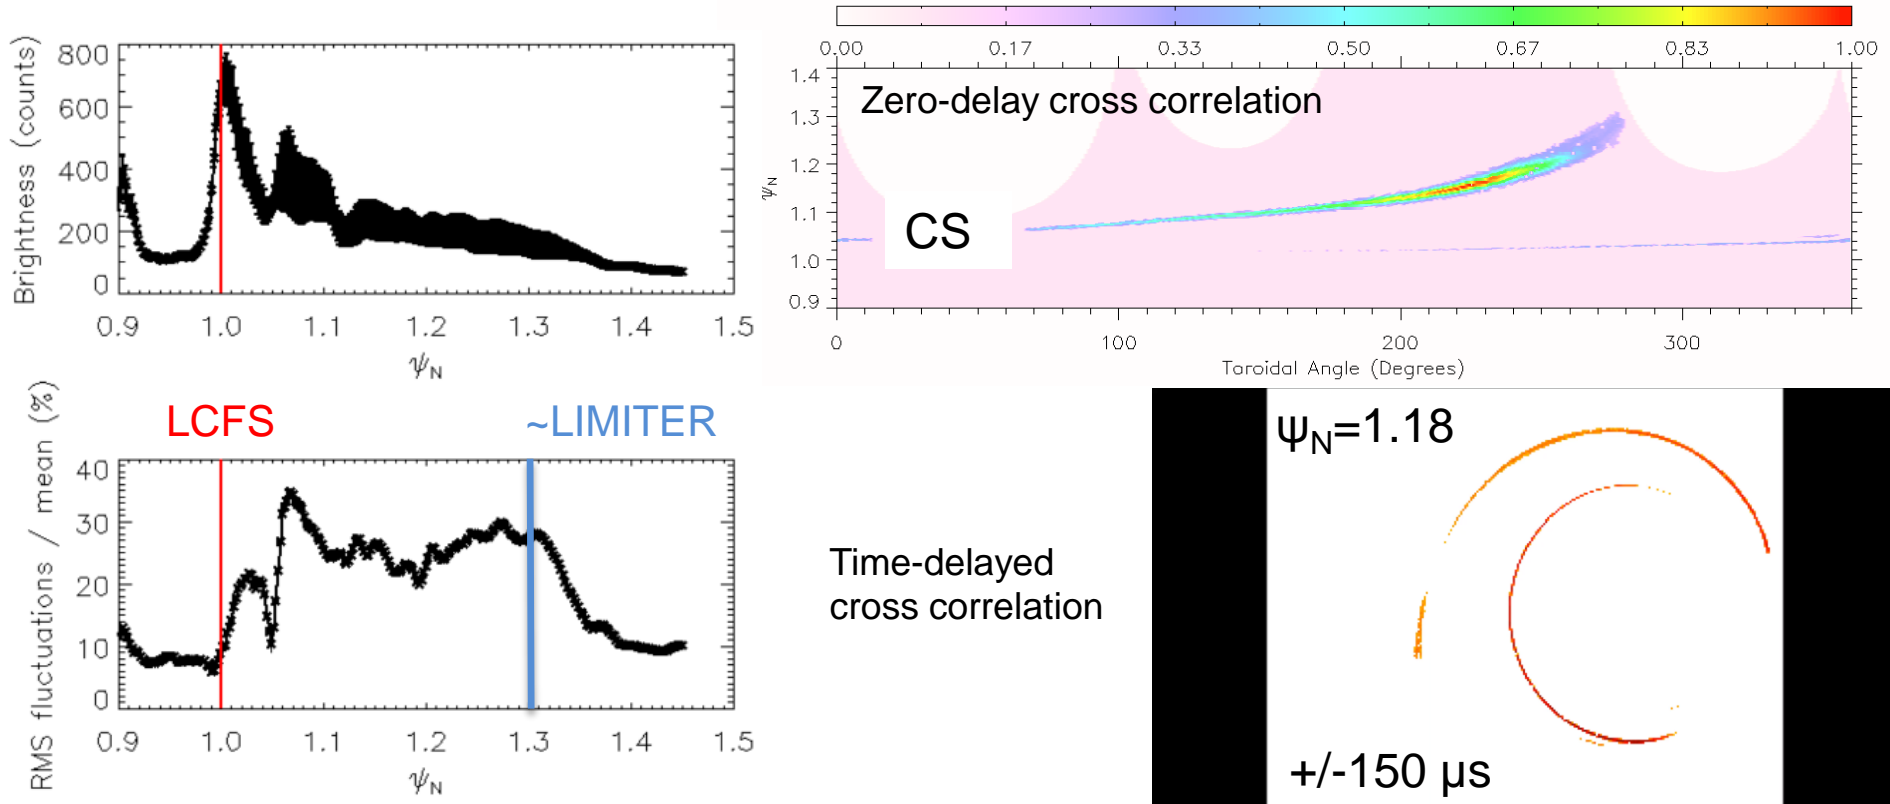 Brightness (counts)
800
600
400
200
0
0.9 1.0 1.1 1.2 1.3 1.4 1.5
ψN
0.00 0.17 0.33 0.50 0.67 0.83 1.00
Zero-delay cross correlation
CS
ψN
1.4
1.3
1.2
1.1
1.0
0.9
0 100 200 300
Toroidal Angle (Degrees)
LCFS
~LIMITER
RMS fluctuations / mean (%)
40
30
20
10
0
0.9 1.0 1.1 1.2 1.3 1.4 1.5
ψN
Time-delayed
cross correlation
ψN=1.18
+/-150 μs